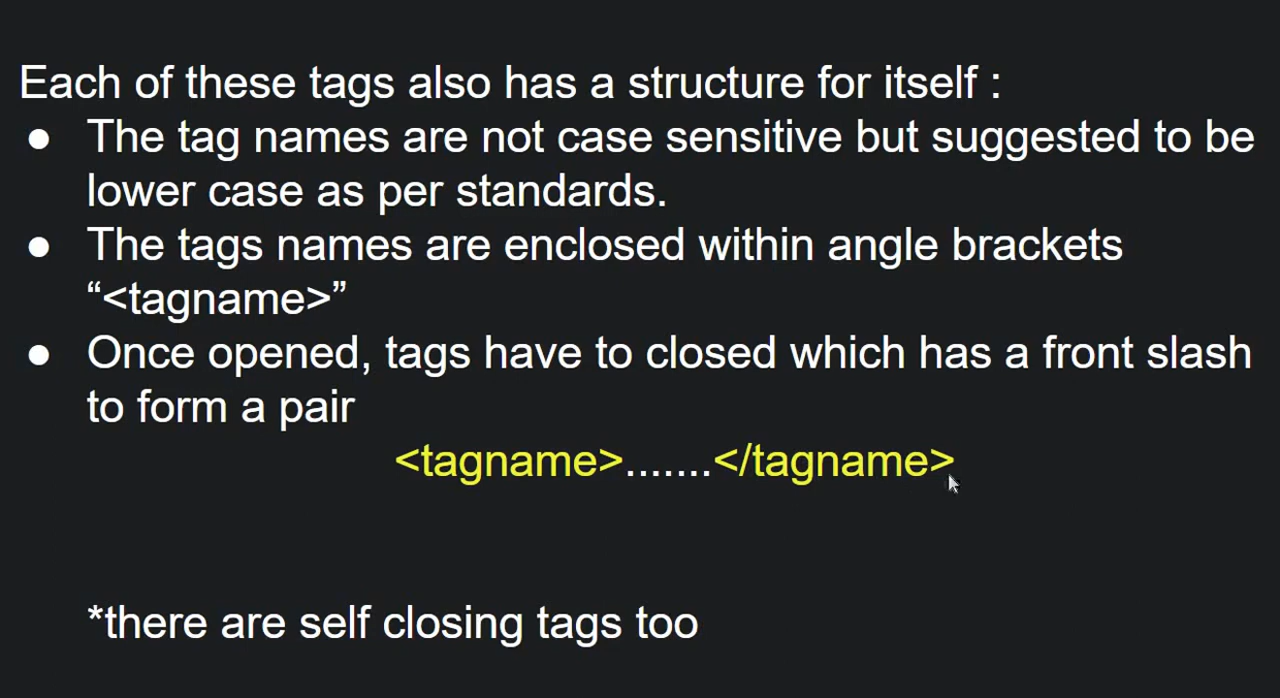 Each of these tags also has a structure for itself :
● The tag names are not case sensitive but suggested to be
lower case as per standards.
● The tags names are enclosed within angle brackets
“<tagname>”
● Once opened, tags have to closed which has a front slash
to form a pair
<tagname>.......</tagname>
*there are self closing tags too